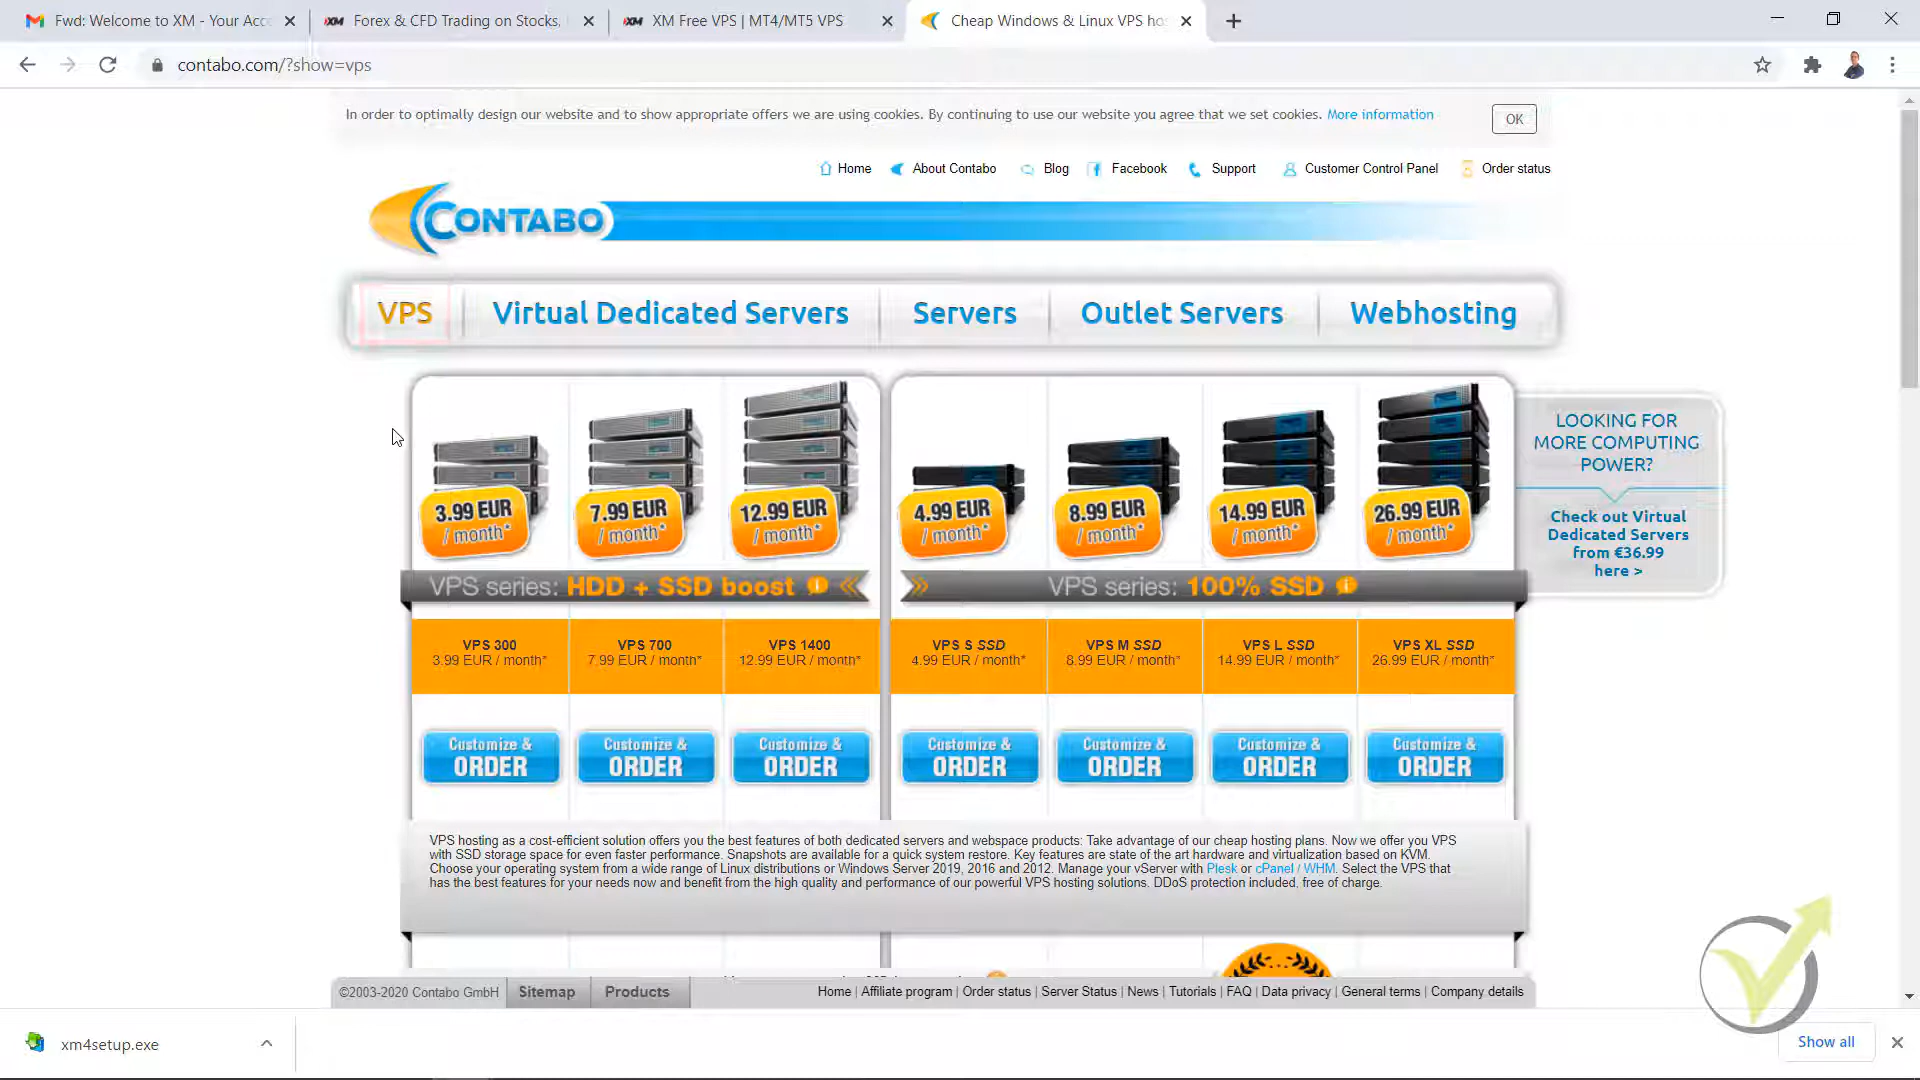 Fwd: Welcome to XM - Your Acc
Forex & CFD Trading on Stocks,
XM Free VPS | MT4/MT5 VPS
Cheap Windows & Linux VPS ho
contabo.com/?show=vps
In order to optimally design our website and to show appropriate offers we are using cookies. By continuing to use our website you agree that we set cookies. More information
OK
Home
About Contabo
Blog
Facebook
Support
Customer Control Panel
Order status
CONTABO
VPS
Virtual Dedicated Servers
Servers
Outlet Servers
Webhosting
3.99 EUR
/ month*
7.99 EUR
/ month*
12.99 EUR
/ month*
4.99 EUR
/ month*
8.99 EUR
/ month*
14.99 EUR
/ month*
26.99 EUR
/ month*
LOOKING FOR
MORE COMPUTING
POWER?
Check out Virtual
Dedicated Servers
from €36.99
here >
VPS series: HDD + SSD boost
VPS series: 100% SSD
VPS 300
3.99 EUR / month*
VPS 700
7.99 EUR / month*
VPS 1400
12.99 EUR / month*
VPS S SSD
4.99 EUR / month*
VPS M SSD
8.99 EUR / month*
VPS L SSD
14.99 EUR / month*
VPS XL SSD
26.99 EUR / month*
Customize &
ORDER
Customize &
ORDER
Customize &
ORDER
Customize &
ORDER
Customize &
ORDER
Customize &
ORDER
Customize &
ORDER
VPS hosting as a cost-efficient solution offers you the best features of both dedicated servers and webspace products: Take advantage of our cheap hosting plans. Now we offer you VPS
with SSD storage space for even faster performance. Snapshots are available for a quick system restore. Key features are state of the art hardware and virtualization based on KVM.
Choose your operating system from a wide range of Linux distributions or Windows Server 2019, 2016 and 2012. Manage your vServer with Plesk or cPanel / WHM. Select the VPS that
has the best features for your needs now and benefit from the high quality and performance of our powerful VPS hosting solutions. DDoS protection included, free of charge.
©2003-2020 Contabo GmbH
Sitemap
Products
Home | Affiliate program | Order status | Server Status | News | Tutorials | FAQ | Data privacy | General terms | Company details
xm4setup.exe
Show all